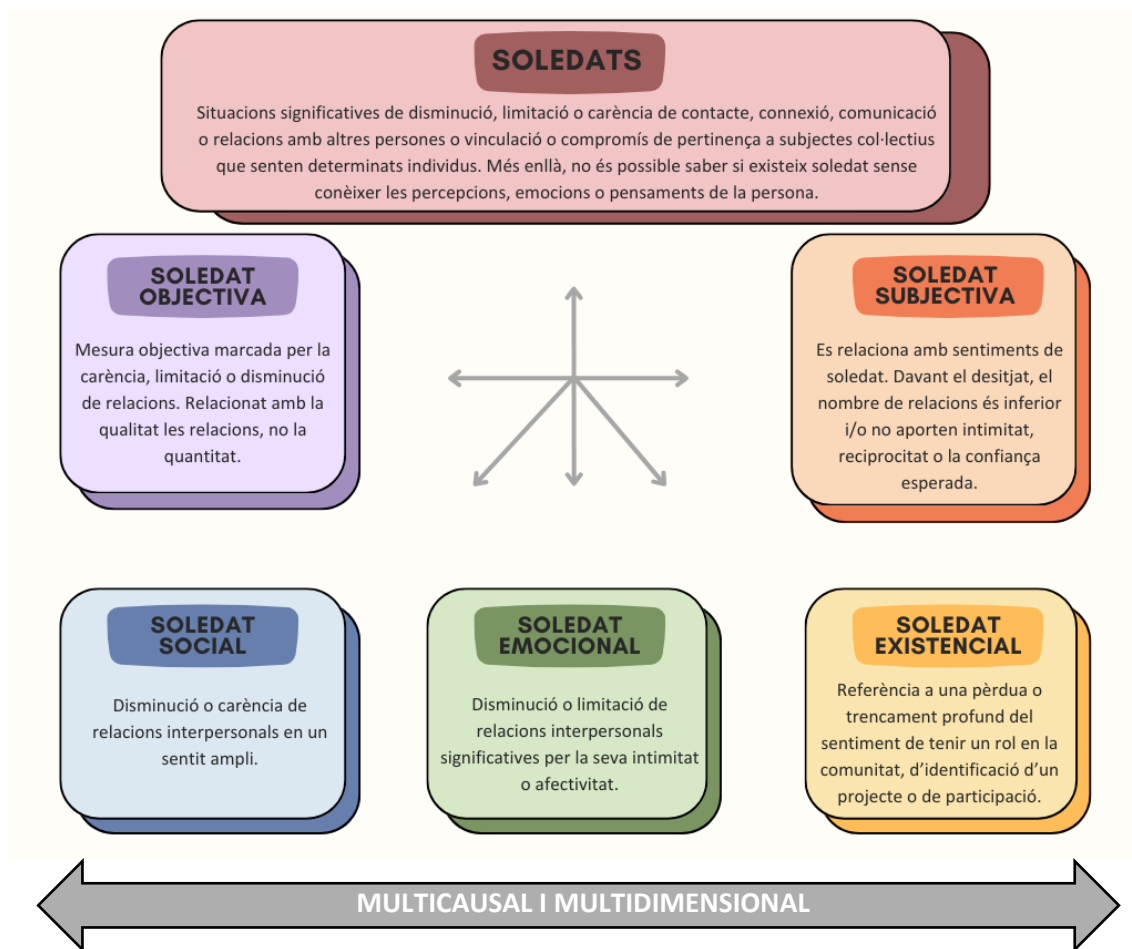 SOLEDATS
Situacions significatives de disminució, limitació o carència de contacte, connexió, comunicació
o relacions amb altres persones o vinculació o compromís de pertinença a subjectes col·lectius
que senten determinats individus. Més enllà, no és possible saber si existeix soledat sense
conèixer les percepcions, emocions o pensaments de la persona.
SOLEDAT
OBJECTIVA
Mesura objectiva marcada per la
carència, limitació o disminució
de relacions. Relacionat amb la
qualitat les relacions, no la
quantitat.
SOLEDAT
SUBJECTIVA
Es relaciona amb sentiments de
soledat. Davant el desitjat, el
nombre de relacions és inferior
i/o no aporten intimitat,
reciprocitat o la confiança
esperada.
SOLEDAT
SOCIAL
Disminució o carència de
relacions interpersonals en un
sentit ampli.
SOLEDAT
EMOCIONAL
Disminució o limitació de
relacions interpersonals
significatives per la seva intimitat
o afectivitat.
SOLEDAT
EXISTENCIAL
Referència a una pèrdua o
trencament profund del
sentiment de tenir un rol en la
comunitat, d’identificació d’un
projecte o de participació.
MULTICAUSAL I MULTIDIMENSIONAL